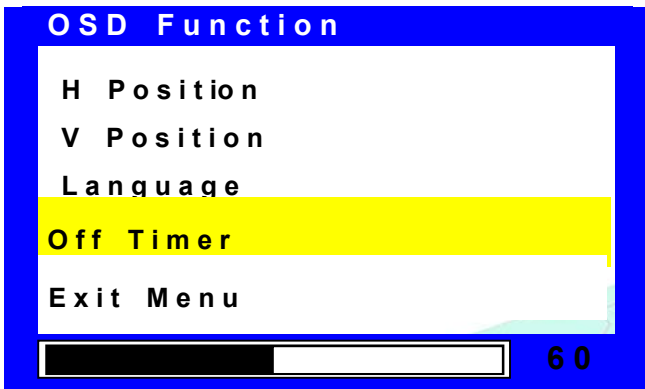 OSD Function
H Position
V Position
Language
Off Timer
Exit Menu
60